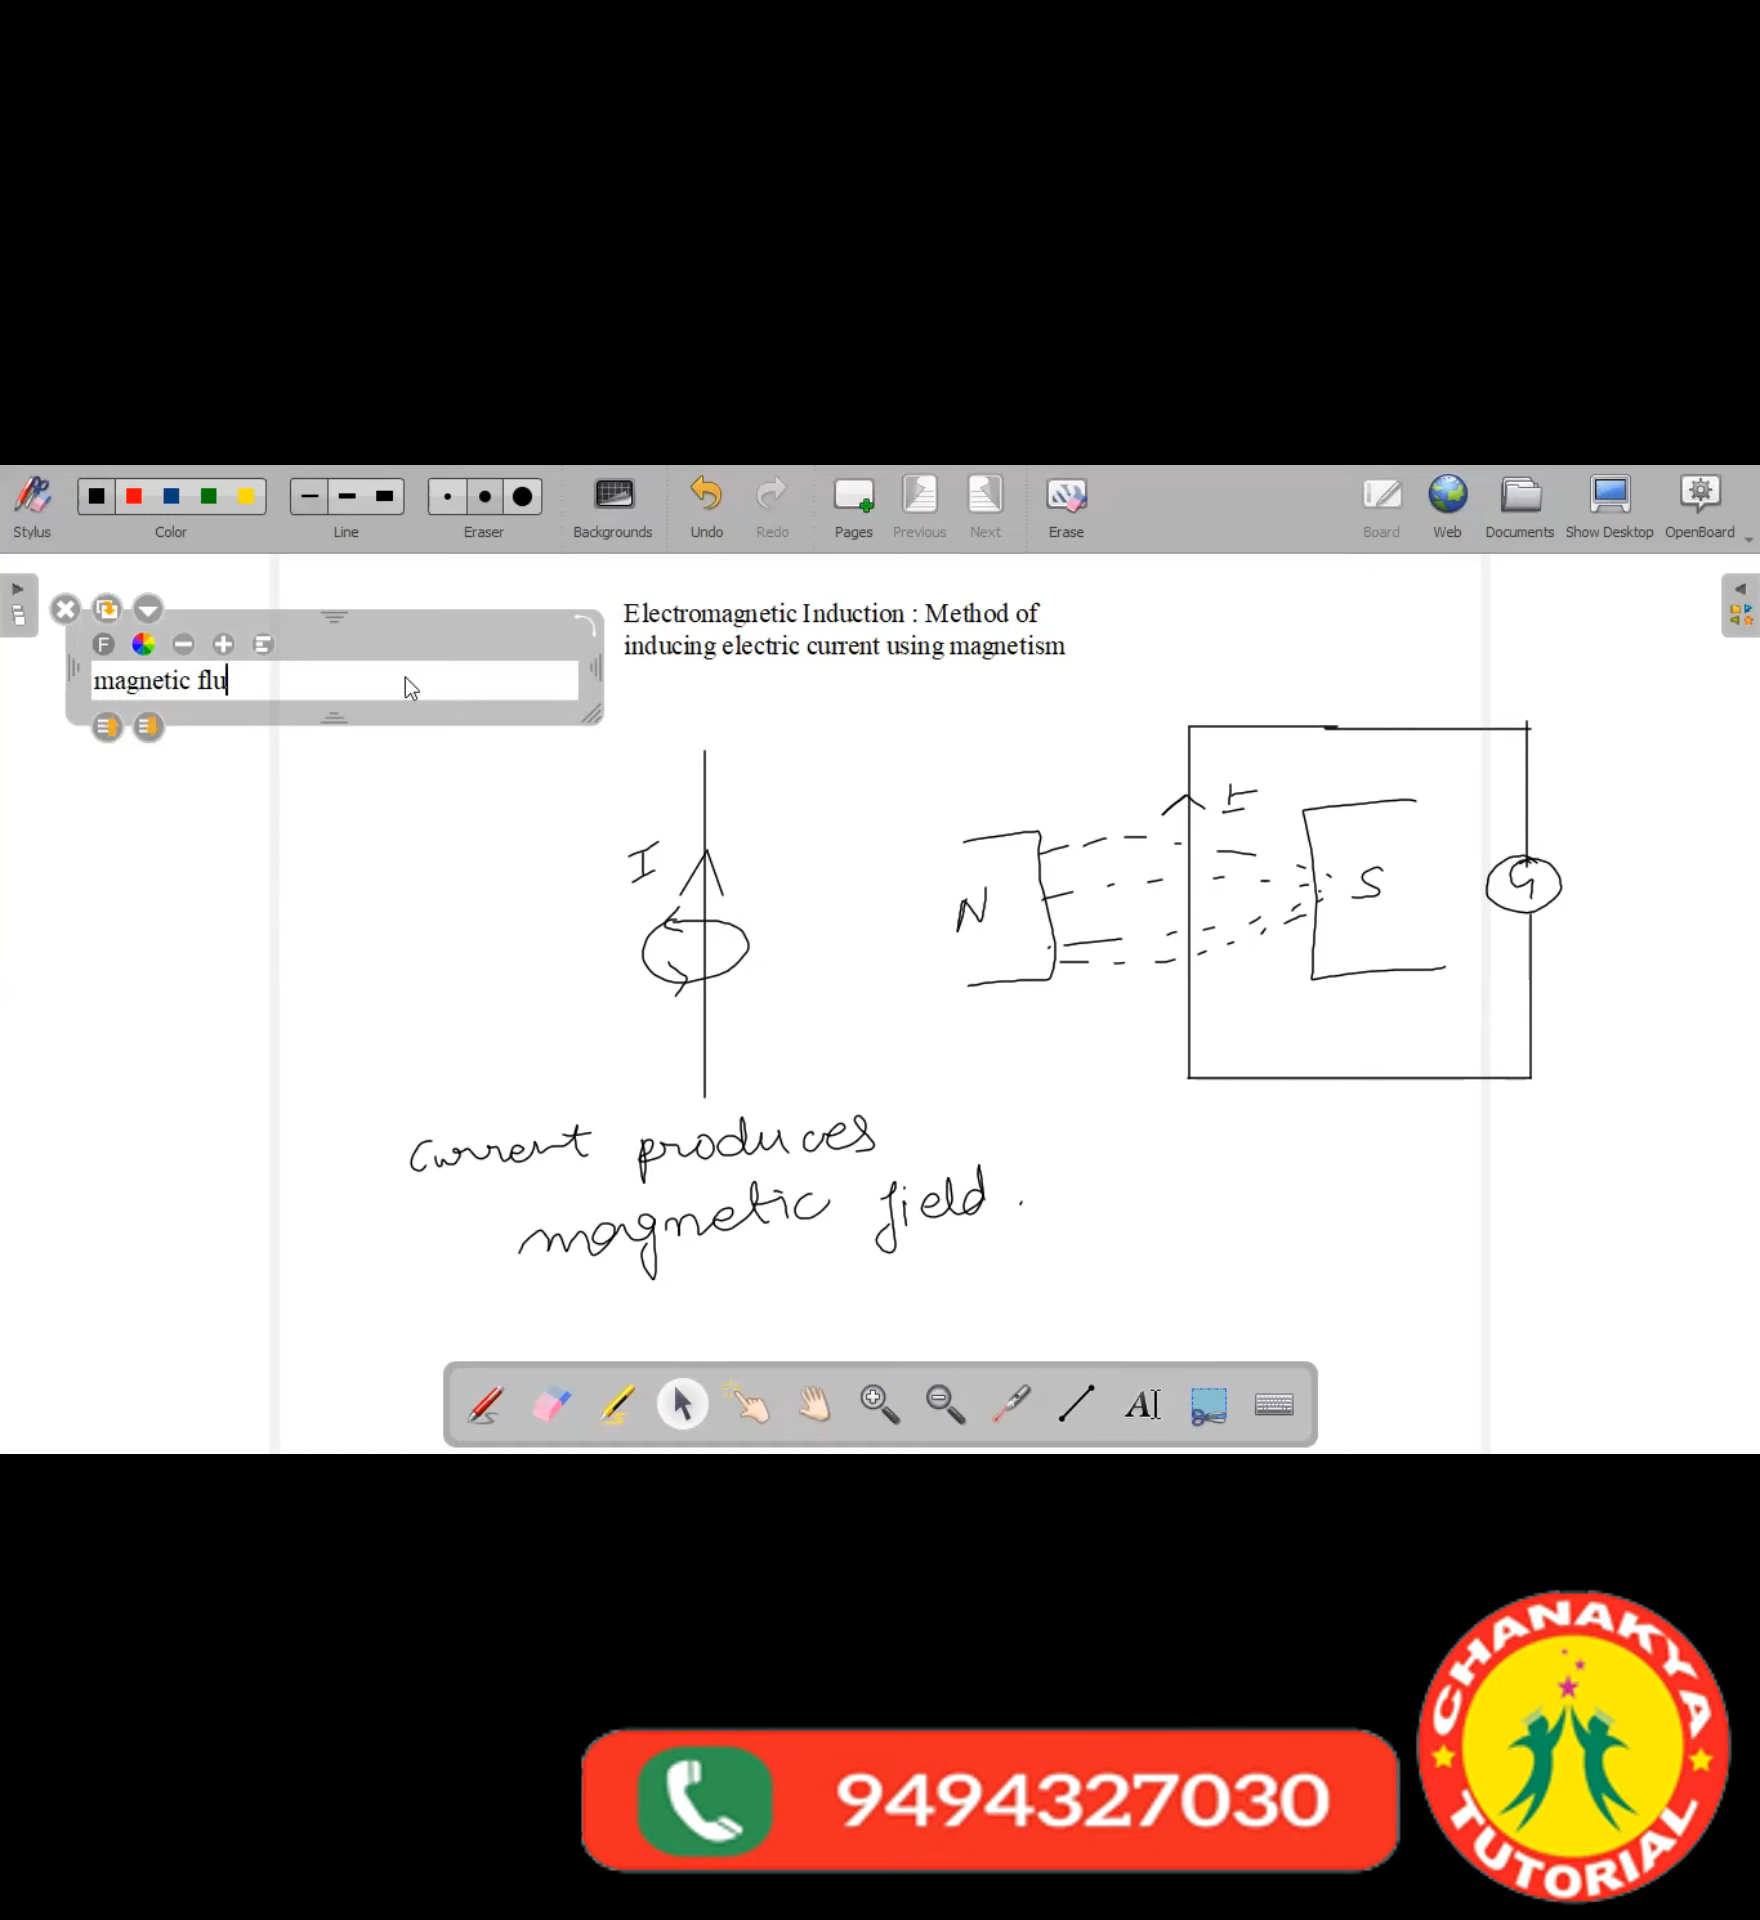 Stylus
Color
Line
Eraser
Backgrounds
Undo
Redo
Pages
Previous
Next
Erase
Board
Web
Documents
Show Desktop
OpenBoard
Electromagnetic Induction : Method of
inducing electric current using magnetism
F
magnetic flu
I
N
S
G
current produces
magnetic field.
AI
9494327030
CHANAKYA
TUTORIAL